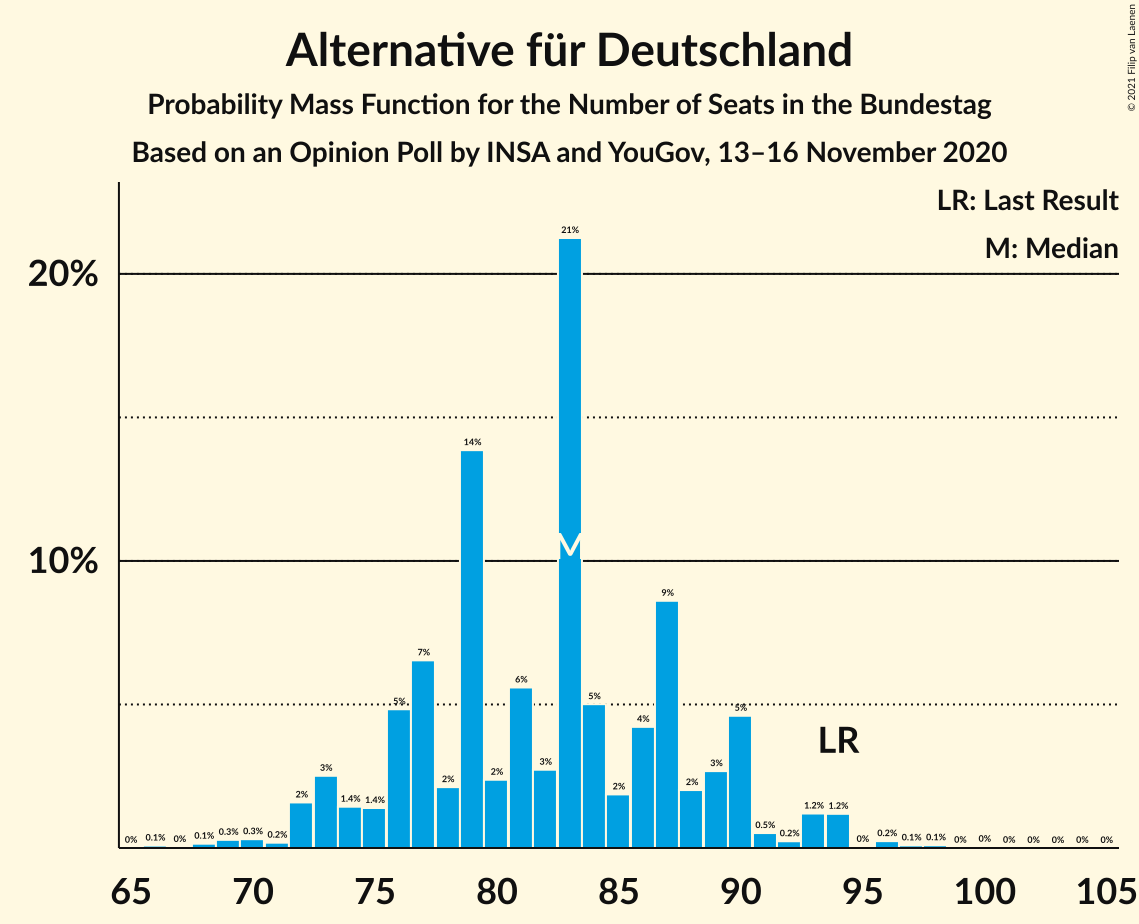 Alternative für Deutschland
Probability Mass Function for the Number of Seats in the Bundestag
Based on an Opinion Poll by INSA and YouGov, 13–16 November 2020
© 2021 Filip van Laenen
LR: Last Result
M: Median
20%
10%
0% 0.1% 0% 0.1% 0.3% 0.3% 0.2% 2% 3% 1.4% 1.4% 5% 7% 2% 14% 2% 6% 3% 21% 5% 2% 4% 9% 2% 3% 5% 0.5% 0.2% 1.2% 1.2% 0% 0.2% 0.1% 0.1% 0% 0% 0% 0% 0% 0% 0%
M
LR
65 70 75 80 85 90 95 100 105